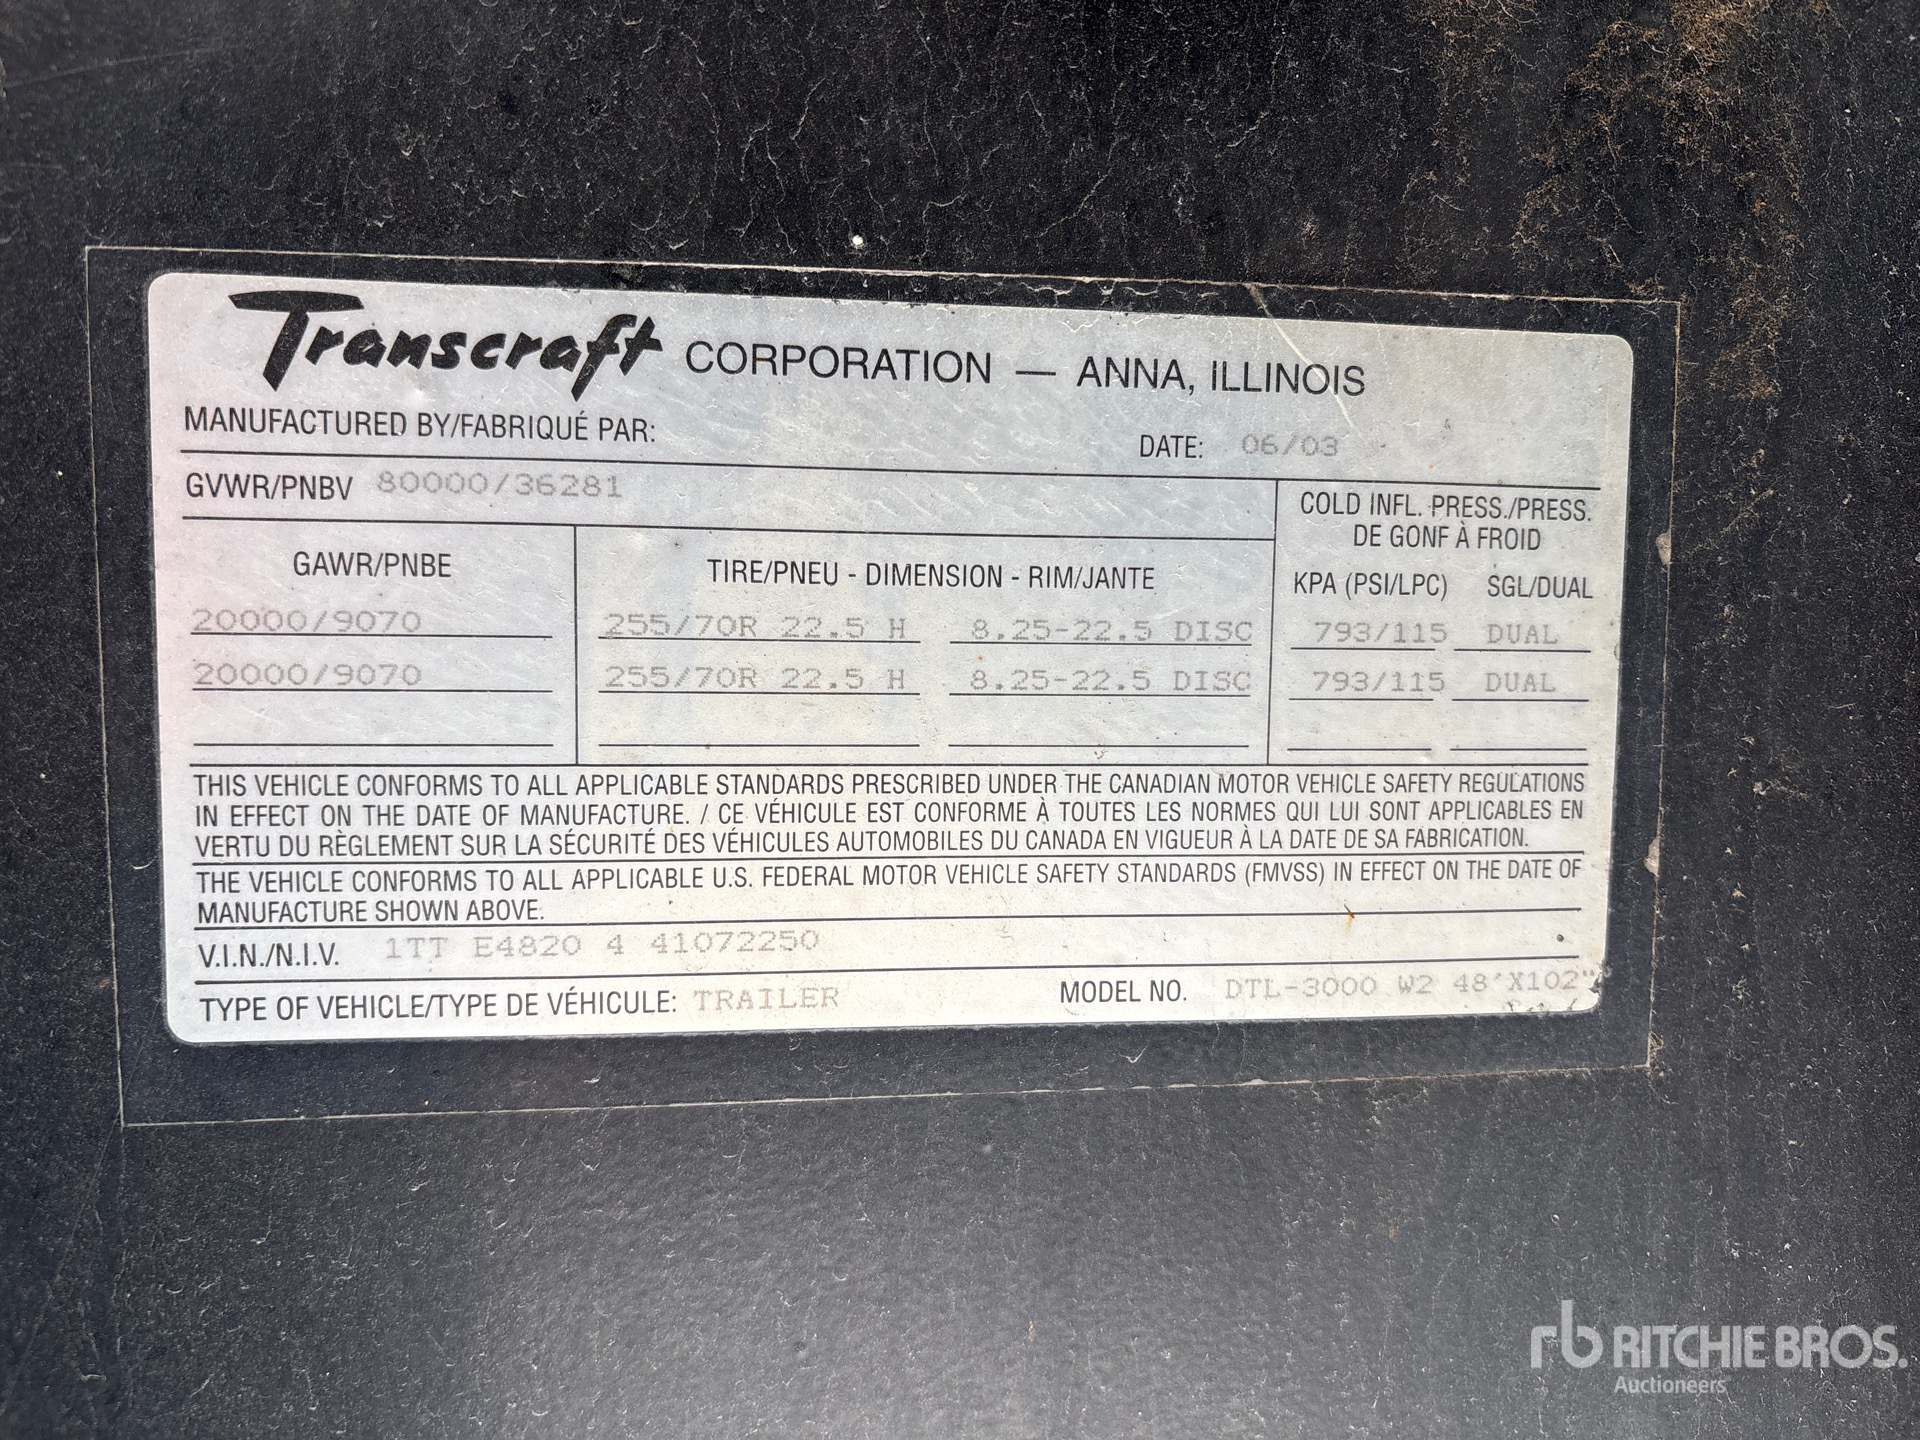 Transcraft CORPORATION — ANNA, ILLINOIS
MANUFACTURED BY/FABRIQUÉ PAR:
DATE: 06/03
GVWR/PNBV 80000/36281
COLD INFL. PRESS./PRESS.
DE GONF À FROID
GAWR/PNBE TIRE/PNEU - DIMENSION - RIM/JANTE KPA (PSI/LPC) SGL/DUAL
20000/9070 255/70R 22.5 H 8.25-22.5 DISC 793/115 DUAL
20000/9070 255/70R 22.5 H 8.25-22.5 DISC 793/115 DUAL
THIS VEHICLE CONFORMS TO ALL APPLICABLE STANDARDS PRESCRIBED UNDER THE CANADIAN MOTOR VEHICLE SAFETY REGULATIONS
IN EFFECT ON THE DATE OF MANUFACTURE. / CE VÉHICULE EST CONFORME À TOUTES LES NORMES QUI LUI SONT APPLICABLES EN
VERTU DU RÈGLEMENT SUR LA SÉCURITÉ DES VÉHICULES AUTOMOBILES DU CANADA EN VIGUEUR À LA DATE DE SA FABRICATION.
THE VEHICLE CONFORMS TO ALL APPLICABLE U.S. FEDERAL MOTOR VEHICLE SAFETY STANDARDS (FMVSS) IN EFFECT ON THE DATE OF
MANUFACTURE SHOWN ABOVE.
V.I.N./N.I.V. 1TT E4820 4 41072250
TYPE OF VEHICLE/TYPE DE VÉHICULE: TRAILER MODEL NO. DTL-3000 W2 48'X102"
rb RITCHIE BROS.
Auctioneers